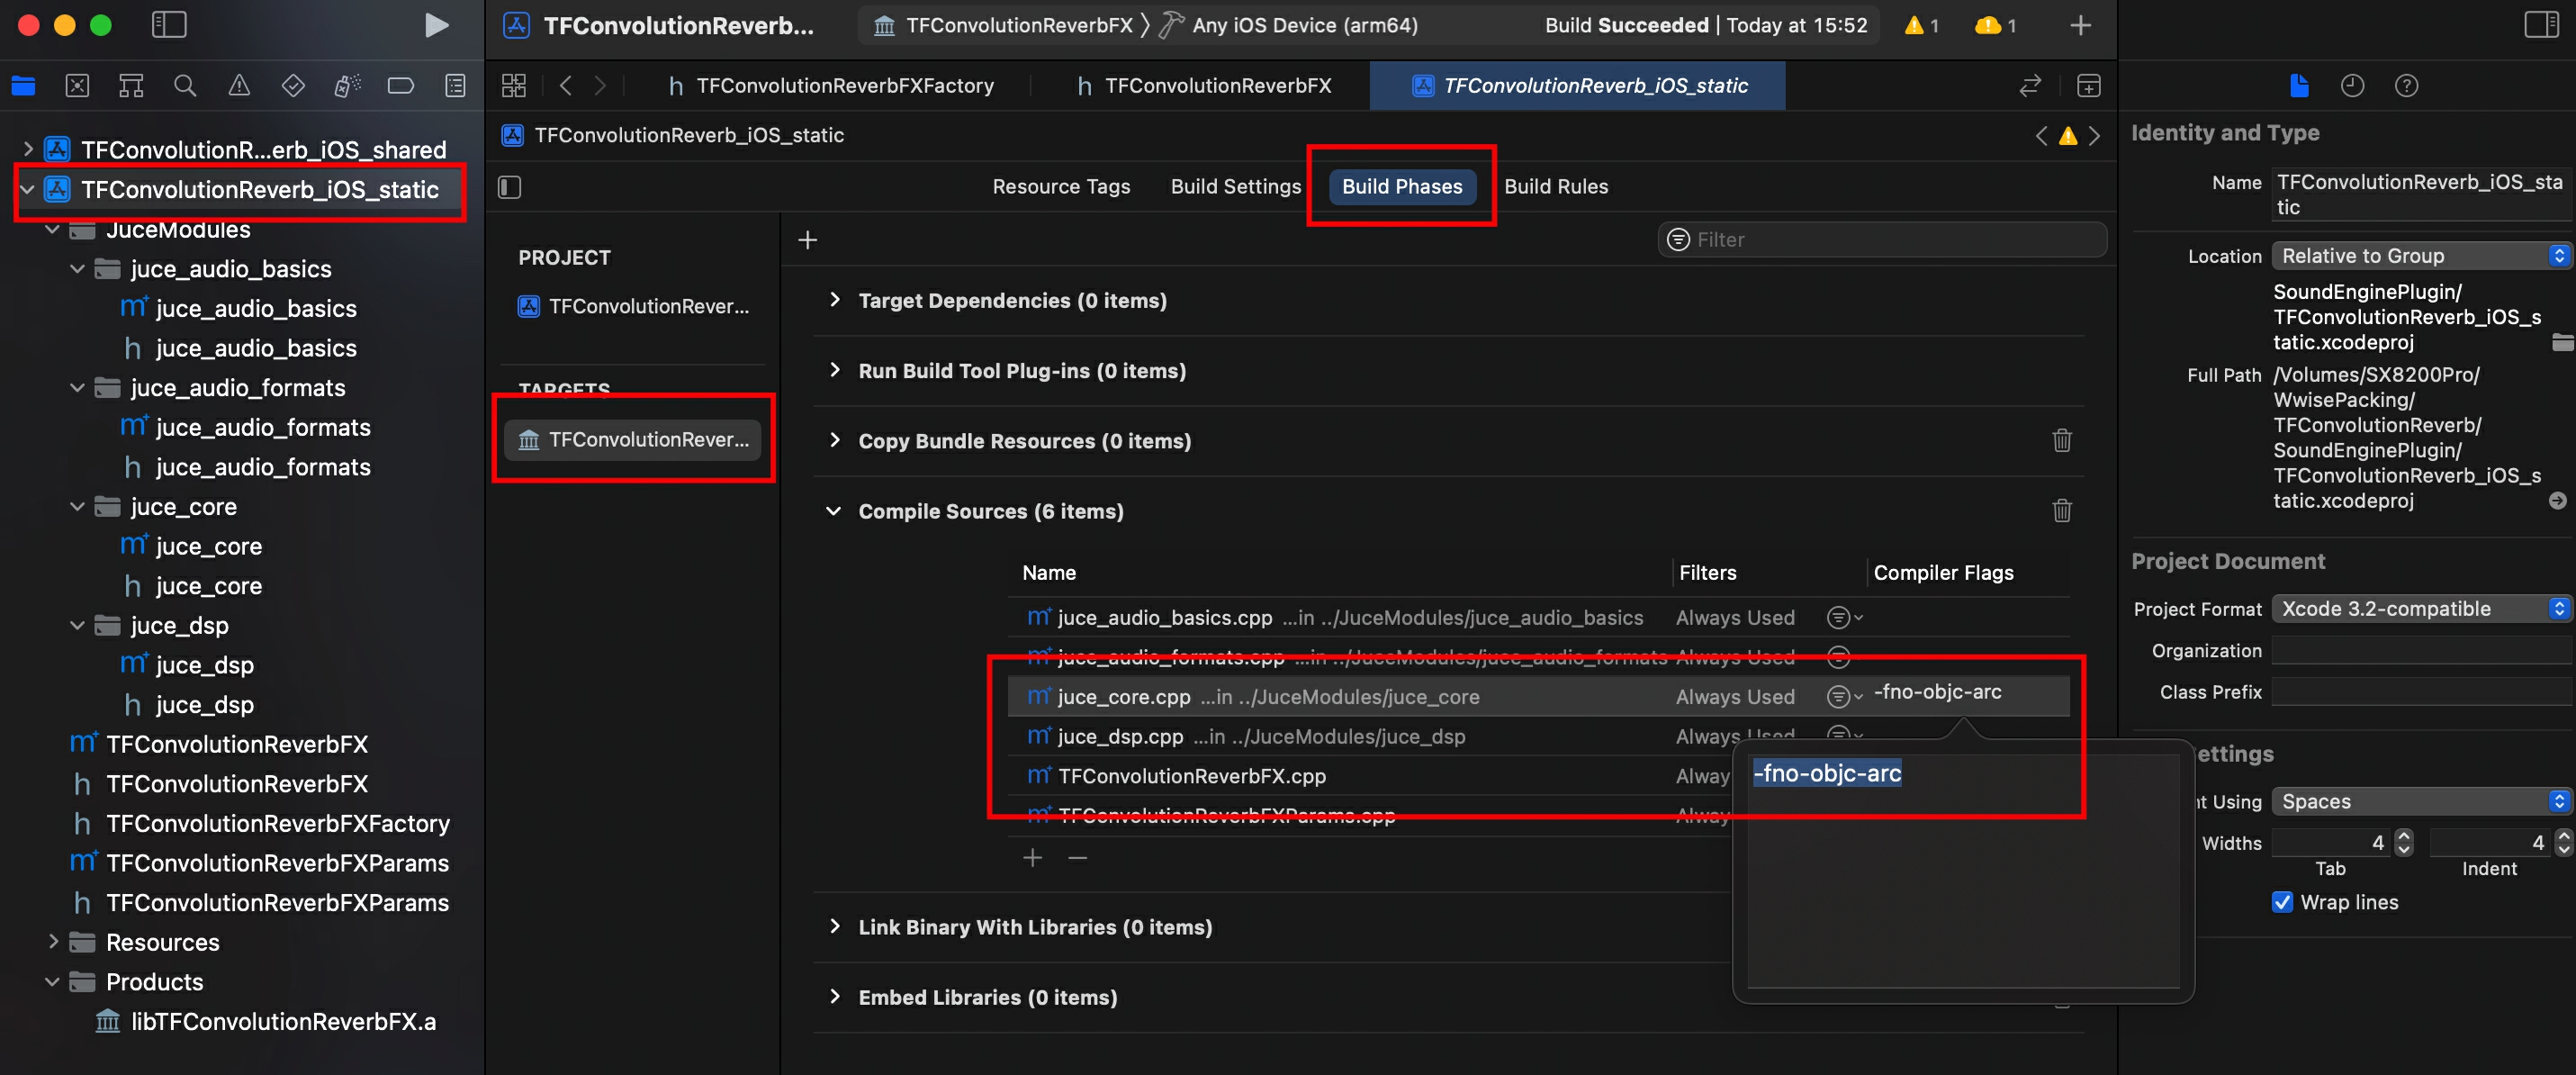 TFConvolutionReverb...
TFConvolutionReverbFX
Any iOS Device (arm64)
Build Succeeded | Today at 15:52
1
1
TFConvolutionReverbFXFactory
TFConvolutionReverbFX
TFConvolutionReverb_iOS_static
TFConvolutionR...erb_iOS_shared
TFConvolutionReverb_iOS_static
JuceModules
juce_audio_basics
juce_audio_basics
juce_audio_basics
juce_audio_formats
juce_audio_formats
juce_audio_formats
juce_core
juce_core
juce_core
juce_dsp
juce_dsp
juce_dsp
TFConvolutionReverbFX
TFConvolutionReverbFX
TFConvolutionReverbFXFactory
TFConvolutionReverbFXParams
TFConvolutionReverbFXParams
Resources
Products
libTFConvolutionReverbFX.a
TFConvolutionReverb_iOS_static
Resource Tags
Build Settings
Build Phases
Build Rules
PROJECT
TFConvolutionRever...
TARGETS
TFConvolutionRever...
Filter
Target Dependencies (0 items)
Run Build Tool Plug-ins (0 items)
Copy Bundle Resources (0 items)
Compile Sources (6 items)
Name Filters Compiler Flags
juce_audio_basics.cpp ...in ../JuceModules/juce_audio_basics Always Used
juce_audio_formats.cpp ...in ../JuceModules/juce_audio_formats Always Used
juce_core.cpp ...in ../JuceModules/juce_core Always Used -fno-objc-arc
juce_dsp.cpp ...in ../JuceModules/juce_dsp Always Used
TFConvolutionReverbFX.cpp Alway
TFConvolutionReverbFXParams.cpp Alway
-fno-objc-arc
Link Binary With Libraries (0 items)
Embed Libraries (0 items)
Identity and Type
Name TFConvolutionReverb_iOS_sta
tic
Location Relative to Group
SoundEnginePlugin/
TFConvolutionReverb_iOS_s
tatic.xcodeproj
Full Path /Volumes/SX8200Pro/
WwisePacking/
TFConvolutionReverb/
SoundEnginePlugin/
TFConvolutionReverb_iOS_s
tatic.xcodeproj
Project Document
Project Format Xcode 3.2-compatible
Organization
Class Prefix
ettings
t Using Spaces
Widths 4 4
Tab Indent
Wrap lines